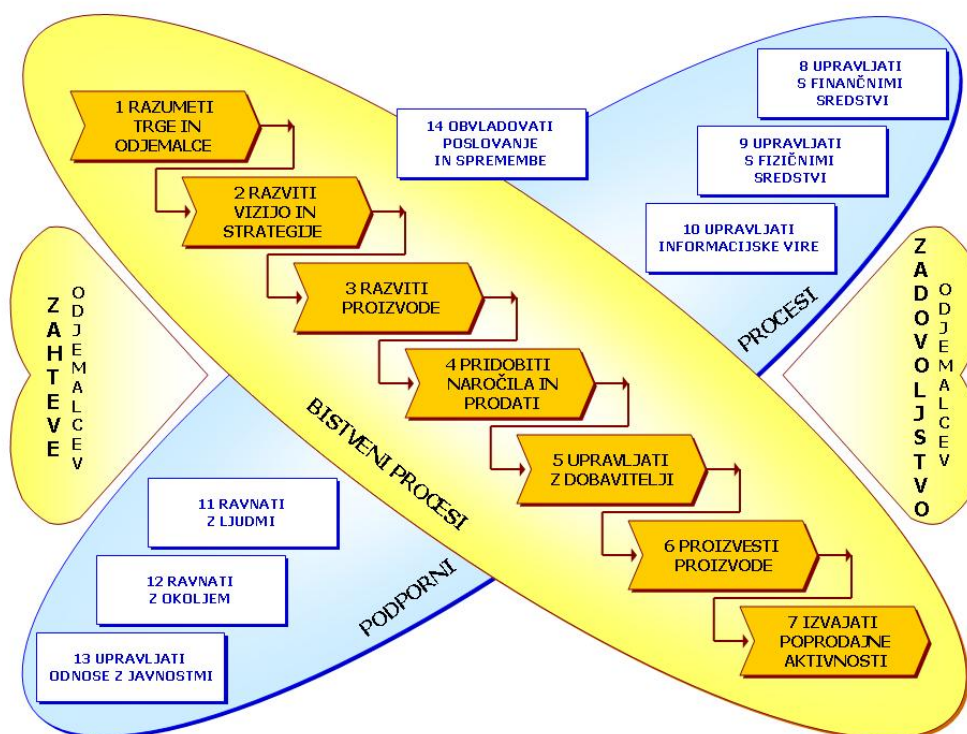 1 RAZUMETI
TRGE IN
ODJEMALCE
2 RAZVITI
VIZIJO IN
STRATEGIJE
3 RAZVITI
PROIZVODE
4 PRIDOBITI
NAROČILA IN
PRODATI
5 UPRAVLJATI
Z DOBAVITELJI
6 PROIZVESTI
PROIZVODE
7 IZVAJATI
POPRODAJNE
AKTIVNOSTI
BISTVENI PROCESI
14 OBVLADOVATI
POSLOVANJE
IN SPREMEMBE
8 UPRAVLJATI
S FINANČNIMI
SREDSTVI
9 UPRAVLJATI
S FIZIČNIMI
SREDSTVI
10 UPRAVLJATI
INFORMACIJSKE VIRE
11 RAVNATI
Z LJUDMI
12 RAVNATI
Z OKOLJEM
13 UPRAVLJATI
ODNOSE Z JAVNOSTMI
PODPORNI
PROCESI
ZAHTEVE
ODJEMALCEV
ZADOVOLJSTVO
ODJEMALCEV